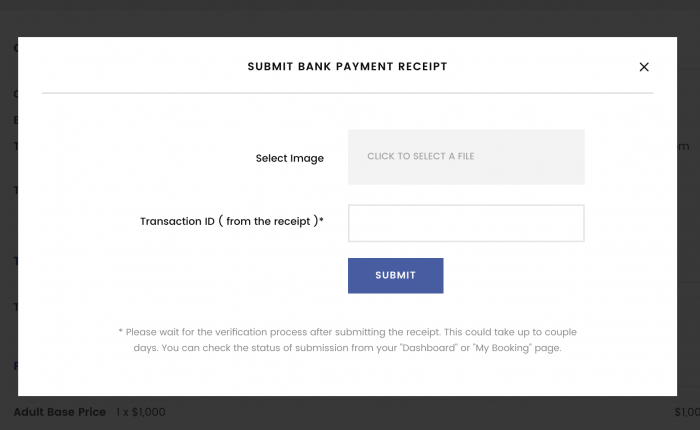 SUBMIT BANK PAYMENT RECEIPT
Select Image
CLICK TO SELECT A FILE
Transaction ID ( from the receipt )*
SUBMIT
* Please wait for the verification process after submitting the receipt. This could take up to couple
days. You can check the status of submission from your "Dashboard" or "My Booking" page.
Adult Base Price 1 x $1,000